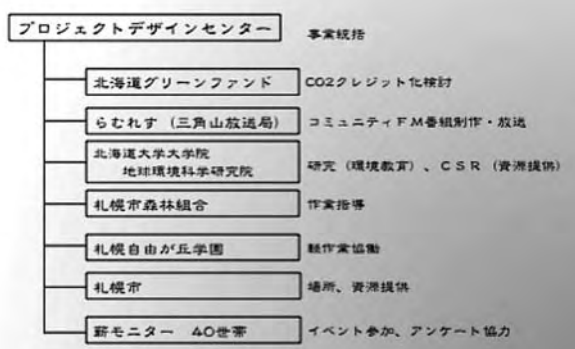 プロジェクトデザインセンター 事業統括
北海道グリーンファンド CO2クレジット化検討
らむれす(三角山放送局) コミュニティFM番組制作・放送
北海道大学大学院
地球環境科学研究院 研究(環境教育)、CSR(資源提供)
札幌市森林組合 作業指導
札幌自由が丘学園 軽作業協働
札幌市 場所、資源提供
薪モニター 40世帯 イベント参加、アンケート協力